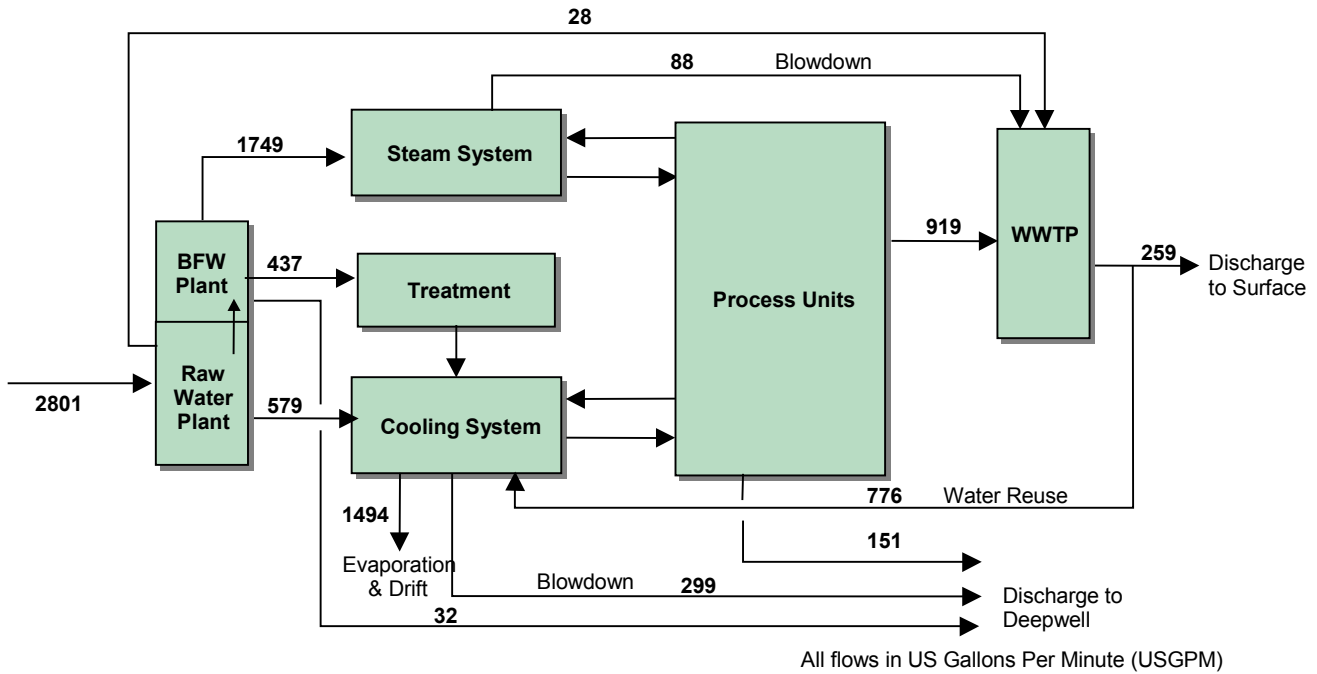 28
88 Blowdown
1749
Steam System
BFW
Plant
437
Treatment
Process Units
919
WWTP
259
Discharge
to Surface
2801
Raw
Water
Plant
579
Cooling System
776 Water Reuse
1494
Evaporation
& Drift
151
Blowdown 299
Discharge to
Deepwell
32
All flows in US Gallons Per Minute (USGPM)